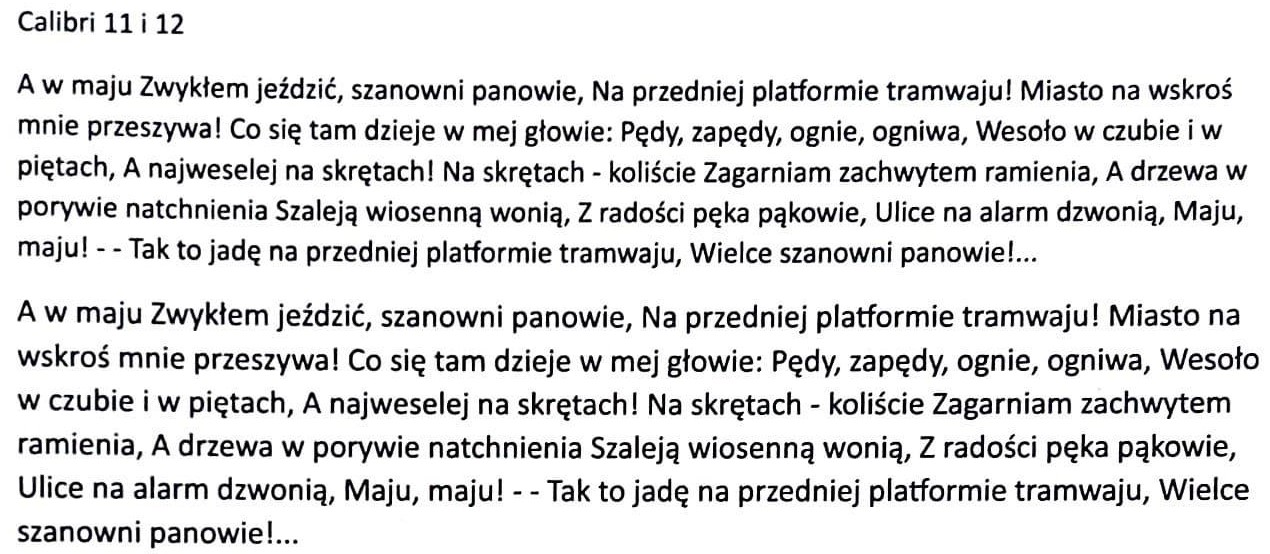 Calibri 11 i 12
A w maju Zwykłem jeździć, szanowni panowie, Na przedniej platformie tramwaju! Miasto na wskroś
mnie przeszywa! Co się tam dzieje w mej głowie: Pędy, zapędy, ognie, ogniwa, Wesoło w czubie i w
piętach, A najweselej na skrętach! Na skrętach - koliście Zagarniam zachwytem ramienia, A drzewa w
porywie natchnienia Szaleją wiosenną wonią, Z radości pęka pąkowie, Ulice na alarm dzwonią, Maju,
maju! - - Tak to jadę na przedniej platformie tramwaju, Wielce szanowni panowie!...
A w maju Zwykłem jeździć, szanowni panowie, Na przedniej platformie tramwaju! Miasto na
wskroś mnie przeszywa! Co się tam dzieje w mej głowie: Pędy, zapędy, ognie, ogniwa, Wesoło
w czubie i w piętach, A najweselej na skrętach! Na skrętach - koliście Zagarniam zachwytem
ramienia, A drzewa w porywie natchnienia Szaleją wiosenną wonią, Z radości pęka pąkowie,
Ulice na alarm dzwonią, Maju, maju! - - Tak to jadę na przedniej platformie tramwaju, Wielce
szanowni panowie!...